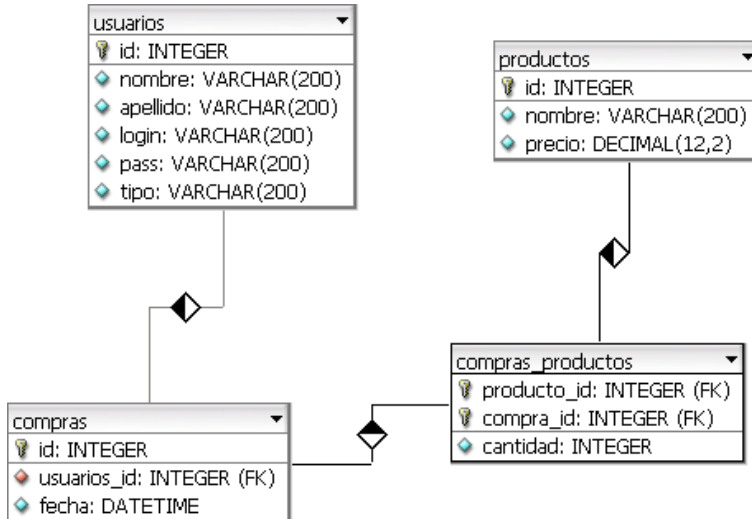 usuarios
id: INTEGER
nombre: VARCHAR(200)
apellido: VARCHAR(200)
login: VARCHAR(200)
pass: VARCHAR(200)
tipo: VARCHAR(200)
productos
id: INTEGER
nombre: VARCHAR(200)
precio: DECIMAL(12,2)
compras_productos
producto_id: INTEGER (FK)
compra_id: INTEGER (FK)
cantidad: INTEGER
compras
id: INTEGER
usuarios_id: INTEGER (FK)
fecha: DATETIME